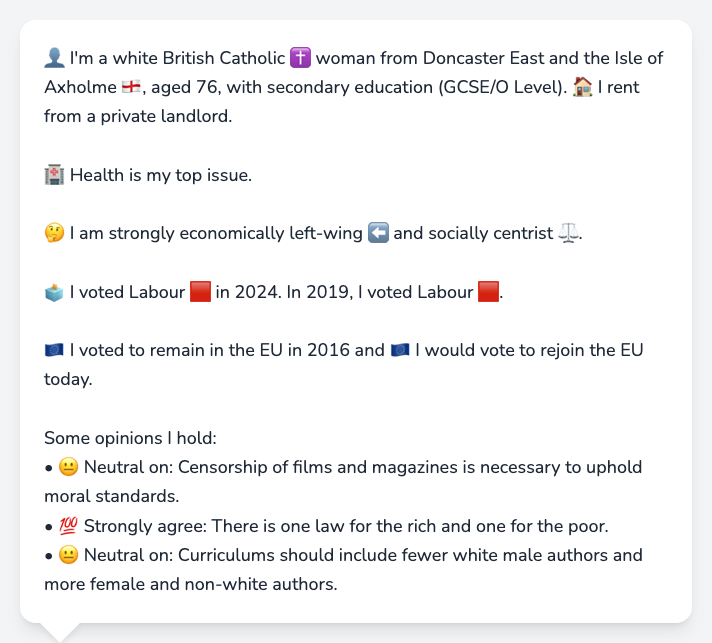 👤 I'm a white British Catholic ✝️ woman from Doncaster East and the Isle of
Axholme 🏴󠁧󠁢󠁥󠁮󠁧󠁿, aged 76, with secondary education (GCSE/O Level). 🏠 I rent
from a private landlord.
🏥 Health is my top issue.
🤔 I am strongly economically left-wing ⬅️ and socially centrist ⚖️.
🗳️ I voted Labour 🟥 in 2024. In 2019, I voted Labour 🟥.
🇪🇺 I voted to remain in the EU in 2016 and 🇪🇺 I would vote to rejoin the EU
today.
Some opinions I hold:
• 😐 Neutral on: Censorship of films and magazines is necessary to uphold
moral standards.
• 💯 Strongly agree: There is one law for the rich and one for the poor.
• 😐 Neutral on: Curriculums should include fewer white male authors and
more female and non-white authors.